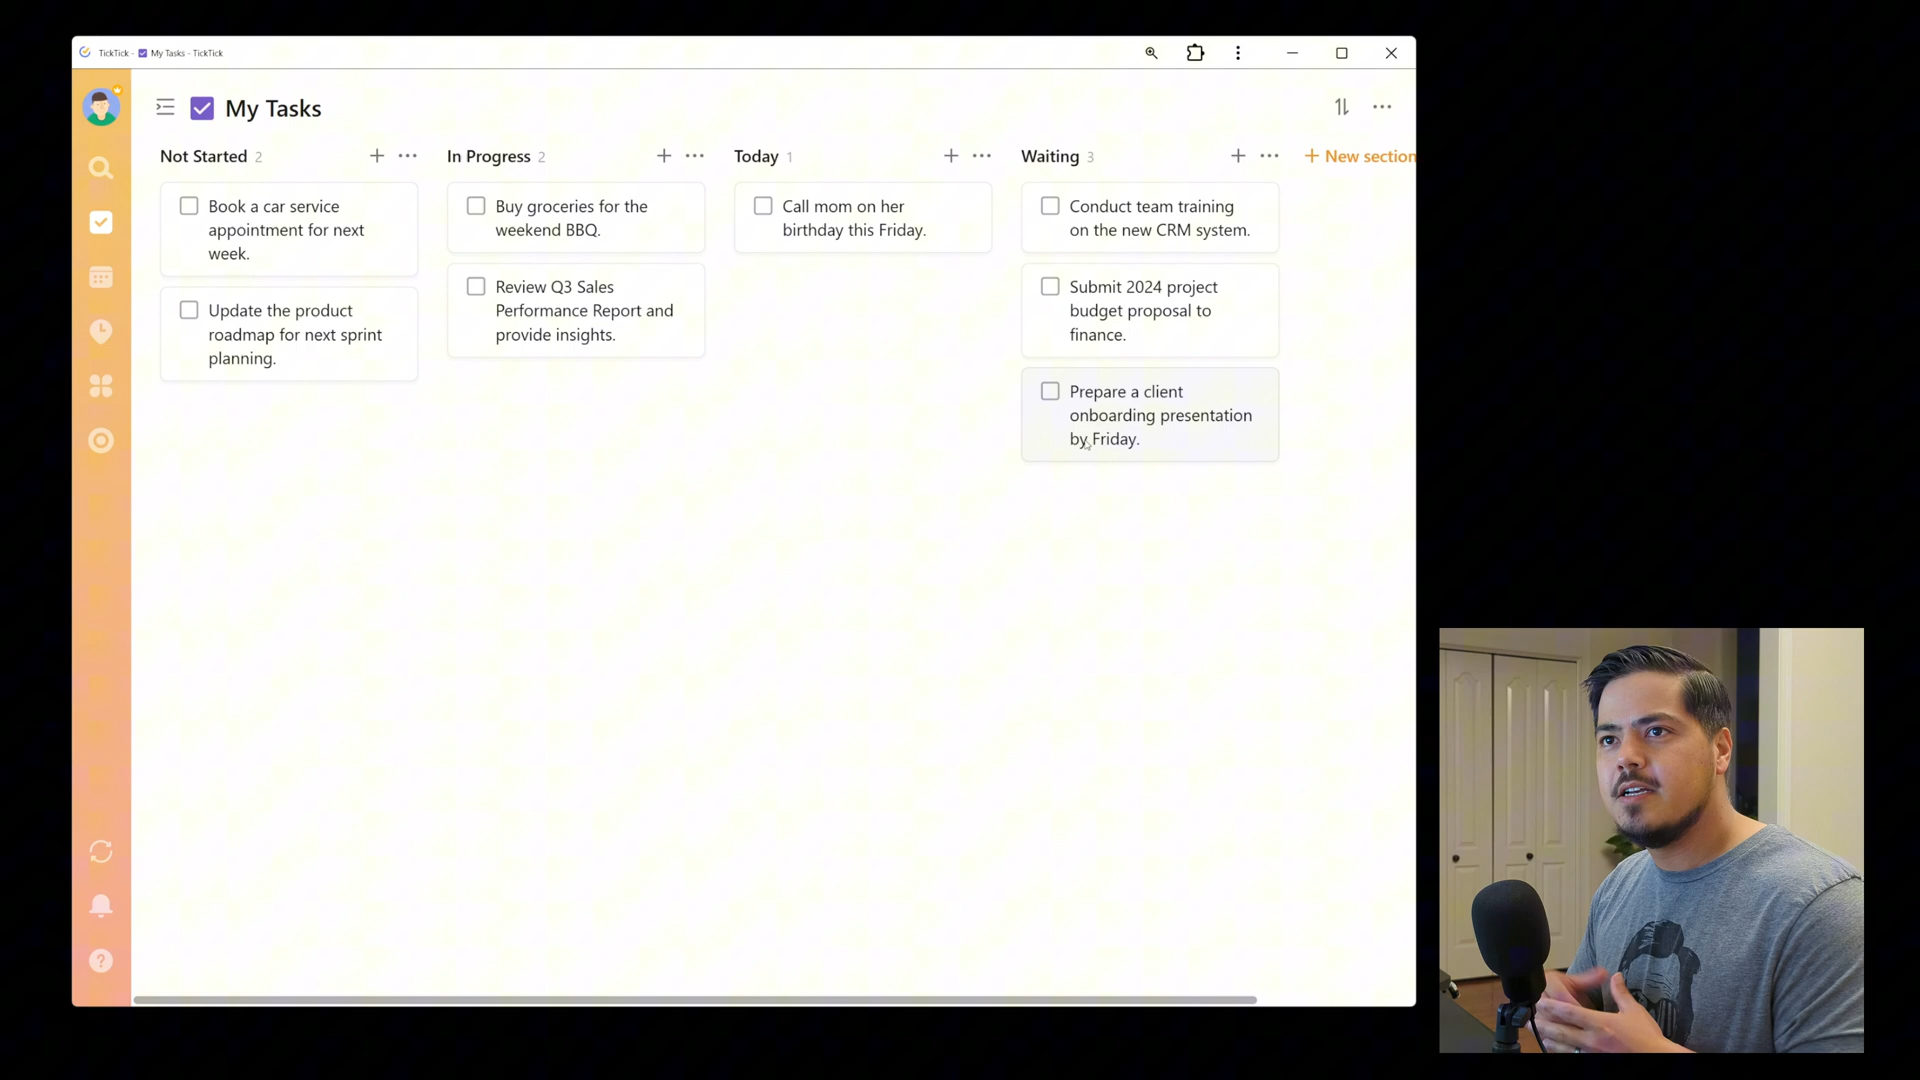 TickTick - My Tasks - TickTick
My Tasks
Not Started 2
Book a car service
appointment for next
week.
Update the product
roadmap for next sprint
planning.
In Progress 2
Buy groceries for the
weekend BBQ.
Review Q3 Sales
Performance Report and
provide insights.
Today 1
Call mom on her
birthday this Friday.
Waiting 3
Conduct team training
on the new CRM system.
Submit 2024 project
budget proposal to
finance.
Prepare a client
onboarding presentation
by Friday.
+ New section